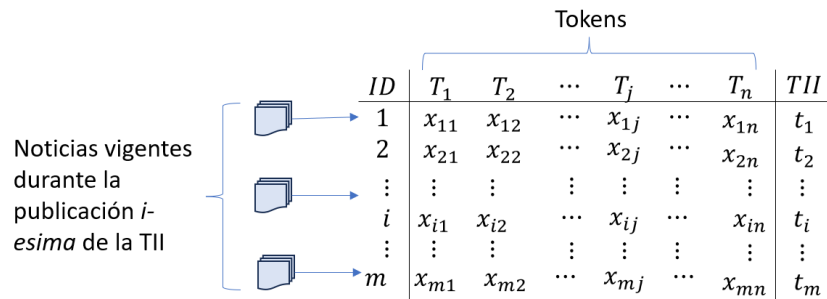 Tokens
ID T₁ T₂ ⋯ Tⱼ ⋯ Tₙ TII
1 x₁₁ x₁₂ ⋯ x₁ⱼ ⋯ x₁ₙ t₁
2 x₂₁ x₂₂ ⋯ x₂ⱼ ⋯ x₂ₙ t₂
⋮ ⋮ ⋮ ⋮ ⋮ ⋮ ⋮ ⋮
i xᵢ₁ xᵢ₂ ⋯ xᵢⱼ ⋯ xᵢₙ tᵢ
⋮ ⋮ ⋮ ⋮ ⋮ ⋮ ⋮ ⋮
m xₘ₁ xₘ₂ ⋯ xₘⱼ ⋯ xₘₙ tₘ
Noticias vigentes
durante la
publicación i-
esima de la TII